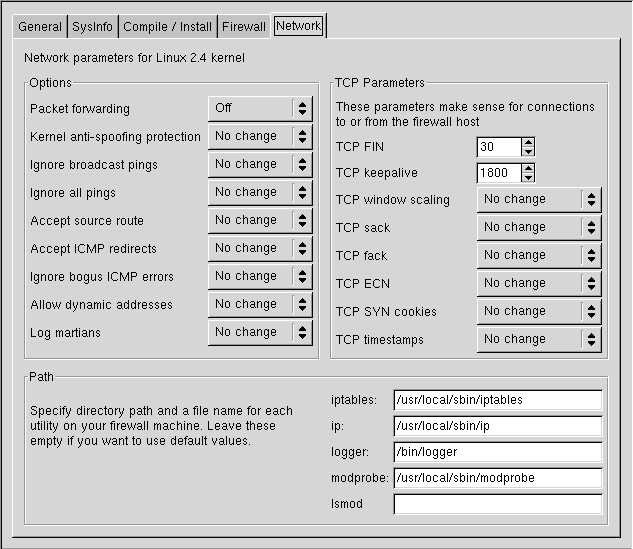 General
SysInfo
Compile / Install
Firewall
Network
Network parameters for Linux 2.4 kernel
Options
Packet forwarding Off
Kernel anti-spoofing protection No change
Ignore broadcast pings No change
Ignore all pings No change
Accept source route No change
Accept ICMP redirects No change
Ignore bogus ICMP errors No change
Allow dynamic addresses No change
Log martians No change
TCP Parameters
These parameters make sense for connections
to or from the firewall host
TCP FIN 30
TCP keepalive 1800
TCP window scaling No change
TCP sack No change
TCP fack No change
TCP ECN No change
TCP SYN cookies No change
TCP timestamps No change
Path
Specify directory path and a file name for each
utility on your firewall machine. Leave these
empty if you want to use default values.
iptables: /usr/local/sbin/iptables
ip: /usr/local/sbin/ip
logger: /bin/logger
modprobe: /usr/local/sbin/modprobe
lsmod